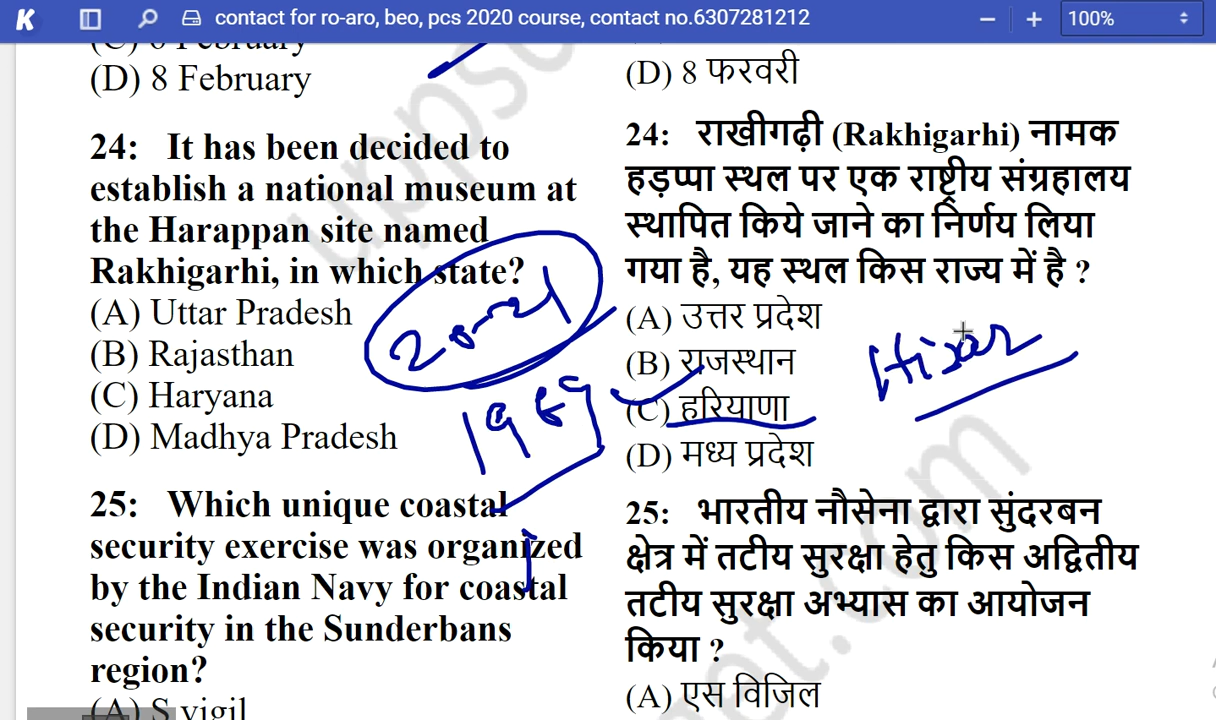 contact for ro-aro, beo, pcs 2020 course, contact no.6307281212
100%
(D) 8 February
24: It has been decided to
establish a national museum at
the Harappan site named
Rakhigarhi, in which state?
(A) Uttar Pradesh
(B) Rajasthan
(C) Haryana
(D) Madhya Pradesh
25: Which unique coastal
security exercise was organized
by the Indian Navy for coastal
security in the Sunderbans
region?
(A) S vigil
(D) 8 फरवरी
24: राखीगढ़ी (Rakhigarhi) नामक
हड़प्पा स्थल पर एक राष्ट्रीय संग्रहालय
स्थापित किये जाने का निर्णय लिया
गया है, यह स्थल किस राज्य में है ?
(A) उत्तर प्रदेश
(B) राजस्थान
(C) हरियाणा
(D) मध्य प्रदेश
25: भारतीय नौसेना द्वारा सुंदरबन
क्षेत्र में तटीय सुरक्षा हेतु किस अद्वितीय
तटीय सुरक्षा अभ्यास का आयोजन
किया ?
(A) एस विजिल
20-21
Hisar